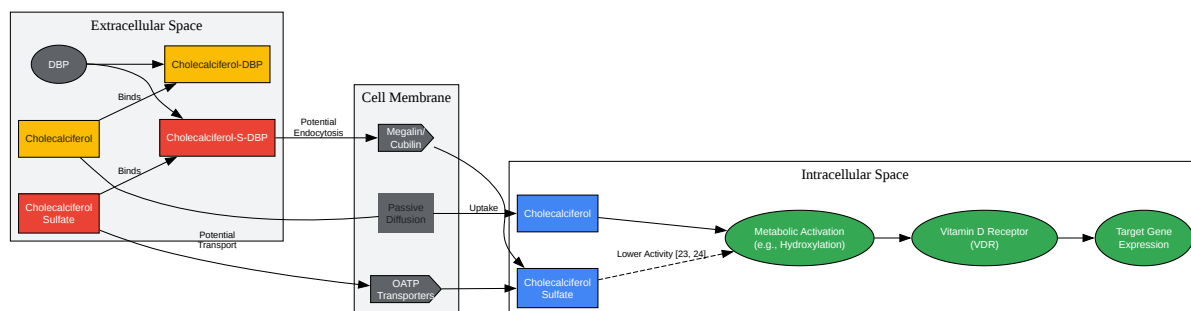 Extracellular Space
DBP
Cholecalciferol-DBP
Binds
Cholecalciferol
Cholecalciferol-S-DBP
Binds
Cholecalciferol
Sulfate
Potential
Transport
Potential
Endocytosis
Cell Membrane
Megalin/
Cubilin
Passive
Diffusion
OATP
Transporters
Uptake
Intracellular Space
Cholecalciferol
Cholecalciferol
Sulfate
Lower Activity [23, 24]
Metabolic Activation
(e.g., Hydroxylation)
Vitamin D Receptor
(VDR)
Target Gene
Expression